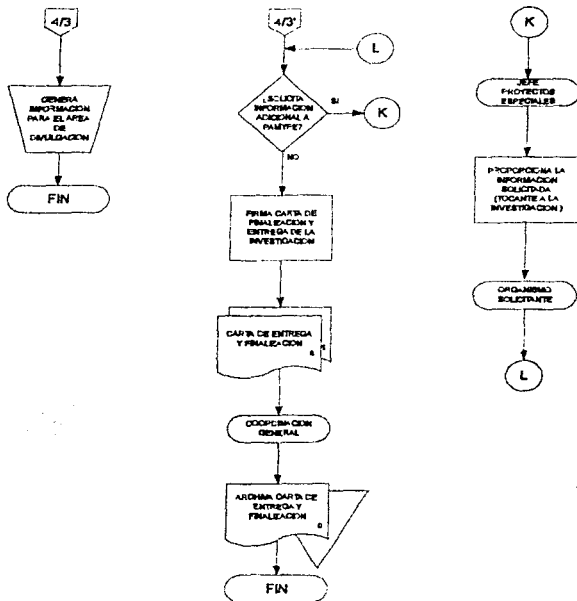 4/3
GENERA
INFORMACION
PARA EL AREA
DE
DIVULGACION
FIN
4/3'
L
¿SOLICITA
INFORMACION
ADICIONAL A
PAMYPE?
SI
K
NO
FIRMA CARTA DE
FINALIZACION Y
ENTREGA DE LA
INVESTIGACION
CARTA DE ENTREGA
Y FINALIZACION
COORDINACION
GENERAL
ARCHIVA CARTA DE
ENTREGA Y
FINALIZACION
FIN
K
JEFE
PROYECTOS
ESPECIALES
PROPORCIONA LA
INFORMACION
SOLICITADA
(TOCANTE A LA
INVESTIGACION)
ORGANISMO
SOLICITANTE
L